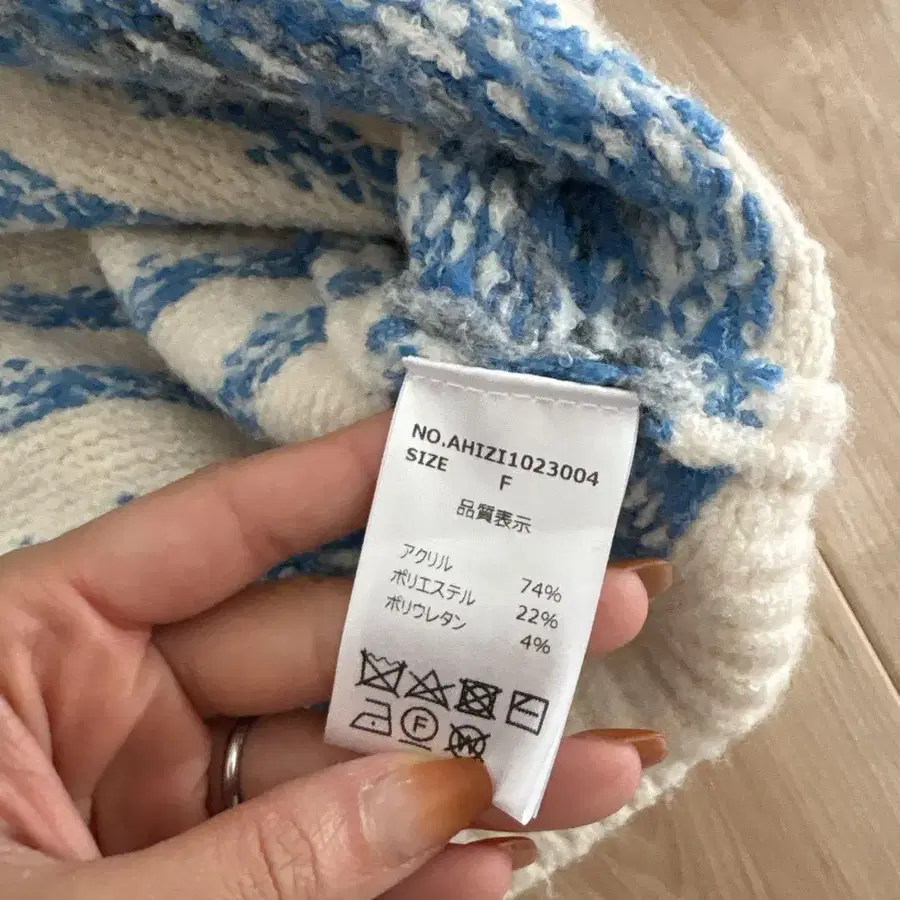 NO.AHIZI1023004
SIZE F
品質表示
アクリル 74%
ポリエステル 22%
ポリウレタン 4%
F
W